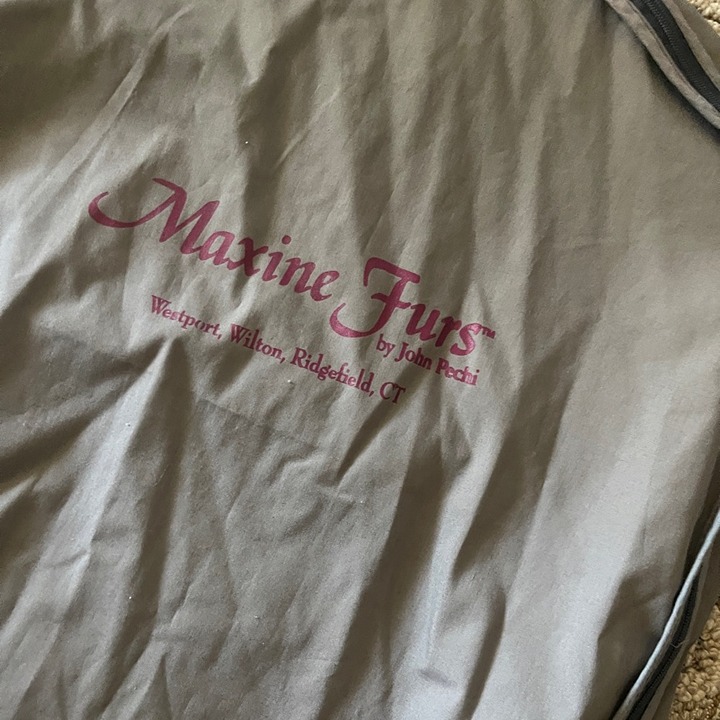 Maxine Furs™
by John Pechi
Westport, Wilton, Ridgefield, CT